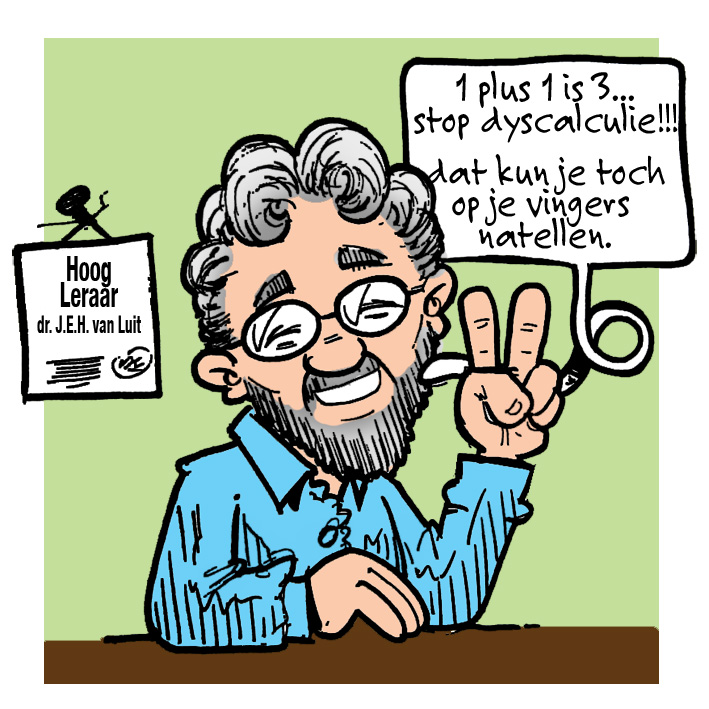 1 plus 1 is 3...
stop dyscalculie!!!
dat kun je toch
op je vingers
natellen.
Hoog
Leraar
dr. J.E.H. van Luit